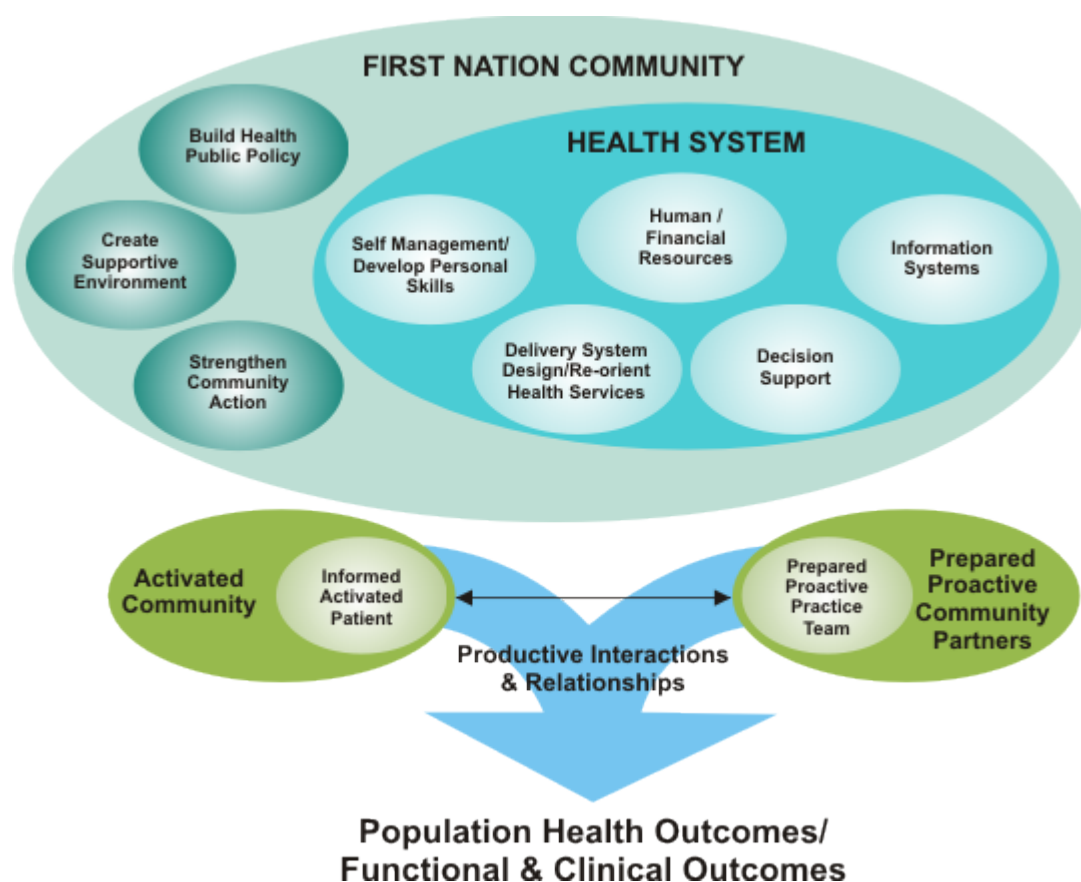 FIRST NATION COMMUNITY
Build Health
Public Policy
Create
Supportive
Environment
Strengthen
Community
Action
HEALTH SYSTEM
Self Management/
Develop Personal
Skills
Human /
Financial
Resources
Information
Systems
Delivery System
Design/Re-orient
Health Services
Decision
Support
Activated
Community
Informed
Activated
Patient
Prepared
Proactive
Practice
Team
Prepared
Proactive
Community
Partners
Productive Interactions
& Relationships
Population Health Outcomes/
Functional & Clinical Outcomes